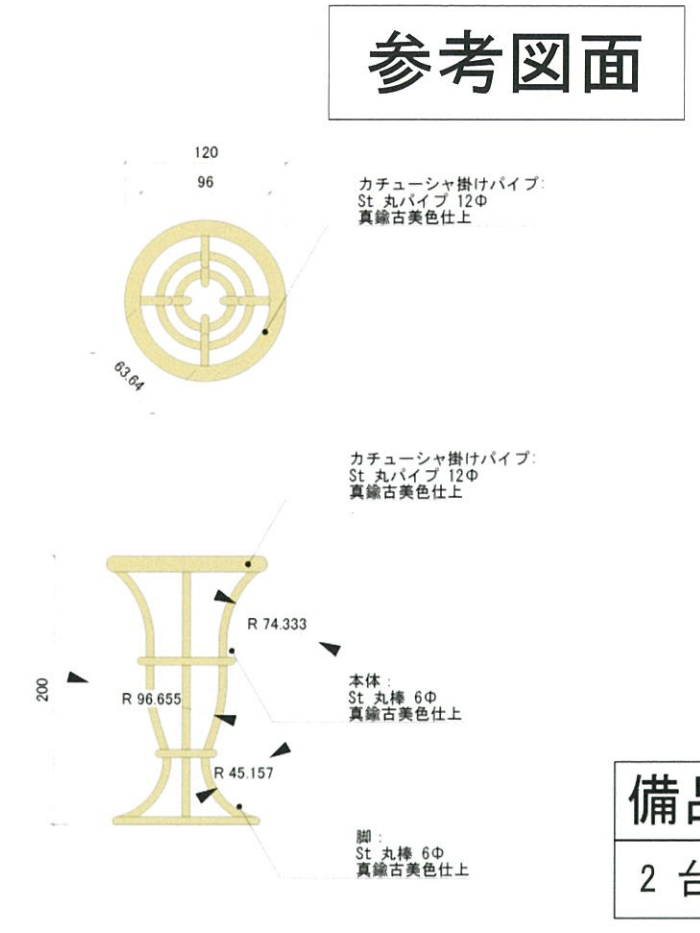 参考図面
120
96
カチューシャ掛けパイプ:
St 丸パイプ 12Φ
真鍮古美色仕上
63.64
カチューシャ掛けパイプ:
St 丸パイプ 12Φ
真鍮古美色仕上
R 74.333
200
R 96.655
本体:
St 丸棒 6Φ
真鍮古美色仕上
R 45.157
脚:
St 丸棒 6Φ
真鍮古美色仕上
備
2